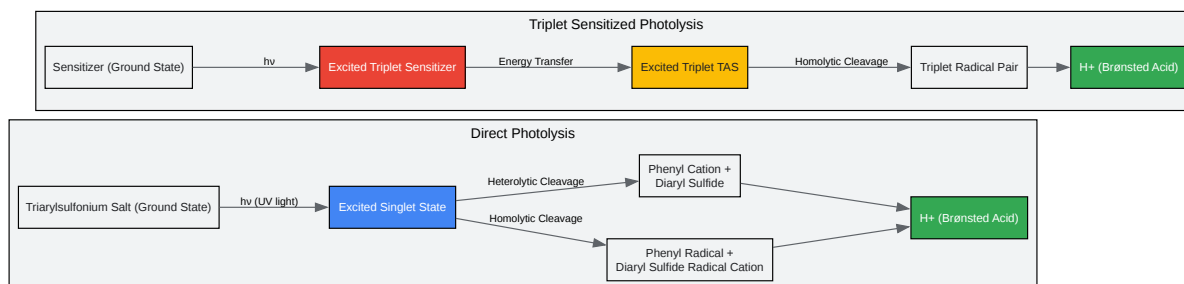 Triplet Sensitized Photolysis
Sensitizer (Ground State)
hν
Excited Triplet Sensitizer
Energy Transfer
Excited Triplet TAS
Homolytic Cleavage
Triplet Radical Pair
H+ (Brønsted Acid)
Direct Photolysis
Triarylsulfonium Salt (Ground State)
hν (UV light)
Excited Singlet State
Heterolytic Cleavage
Phenyl Cation +
Diaryl Sulfide
Homolytic Cleavage
Phenyl Radical +
Diaryl Sulfide Radical Cation
H+ (Brønsted Acid)